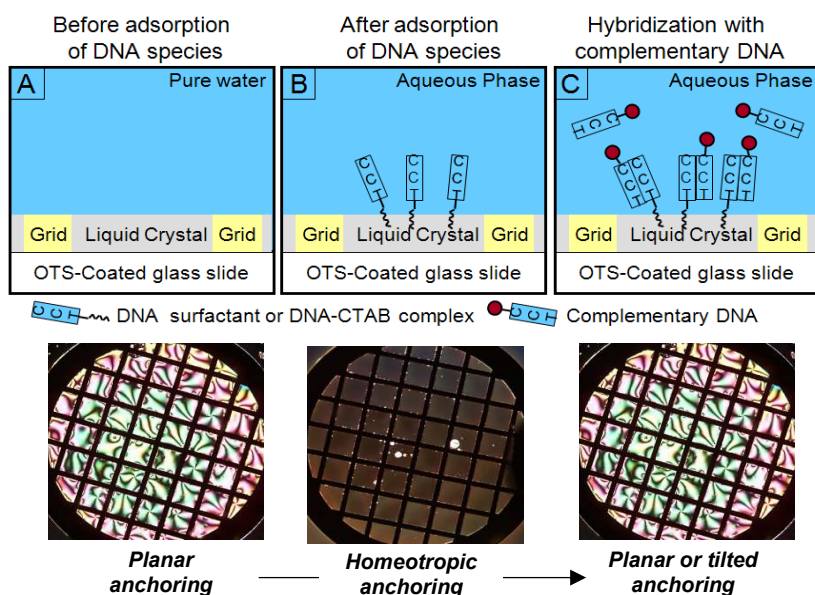 Before adsorption
of DNA species
After adsorption
of DNA species
Hybridization with
complementary DNA
A
Pure water
Grid
Liquid Crystal
Grid
OTS-Coated glass slide
B
Aqueous Phase
C
C
T
C
C
T
C
C
T
Grid
Liquid Crystal
Grid
OTS-Coated glass slide
C
Aqueous Phase
C
C
T
C
C
T
C
C
T
C
C
T
C
C
T
C
C
T
C
C
T
C
C
T
Grid
Liquid Crystal
Grid
OTS-Coated glass slide
C C T
DNA surfactant or DNA-CTAB complex
C C T
Complementary DNA
Planar
anchoring
Homeotropic
anchoring
Planar or tilted
anchoring